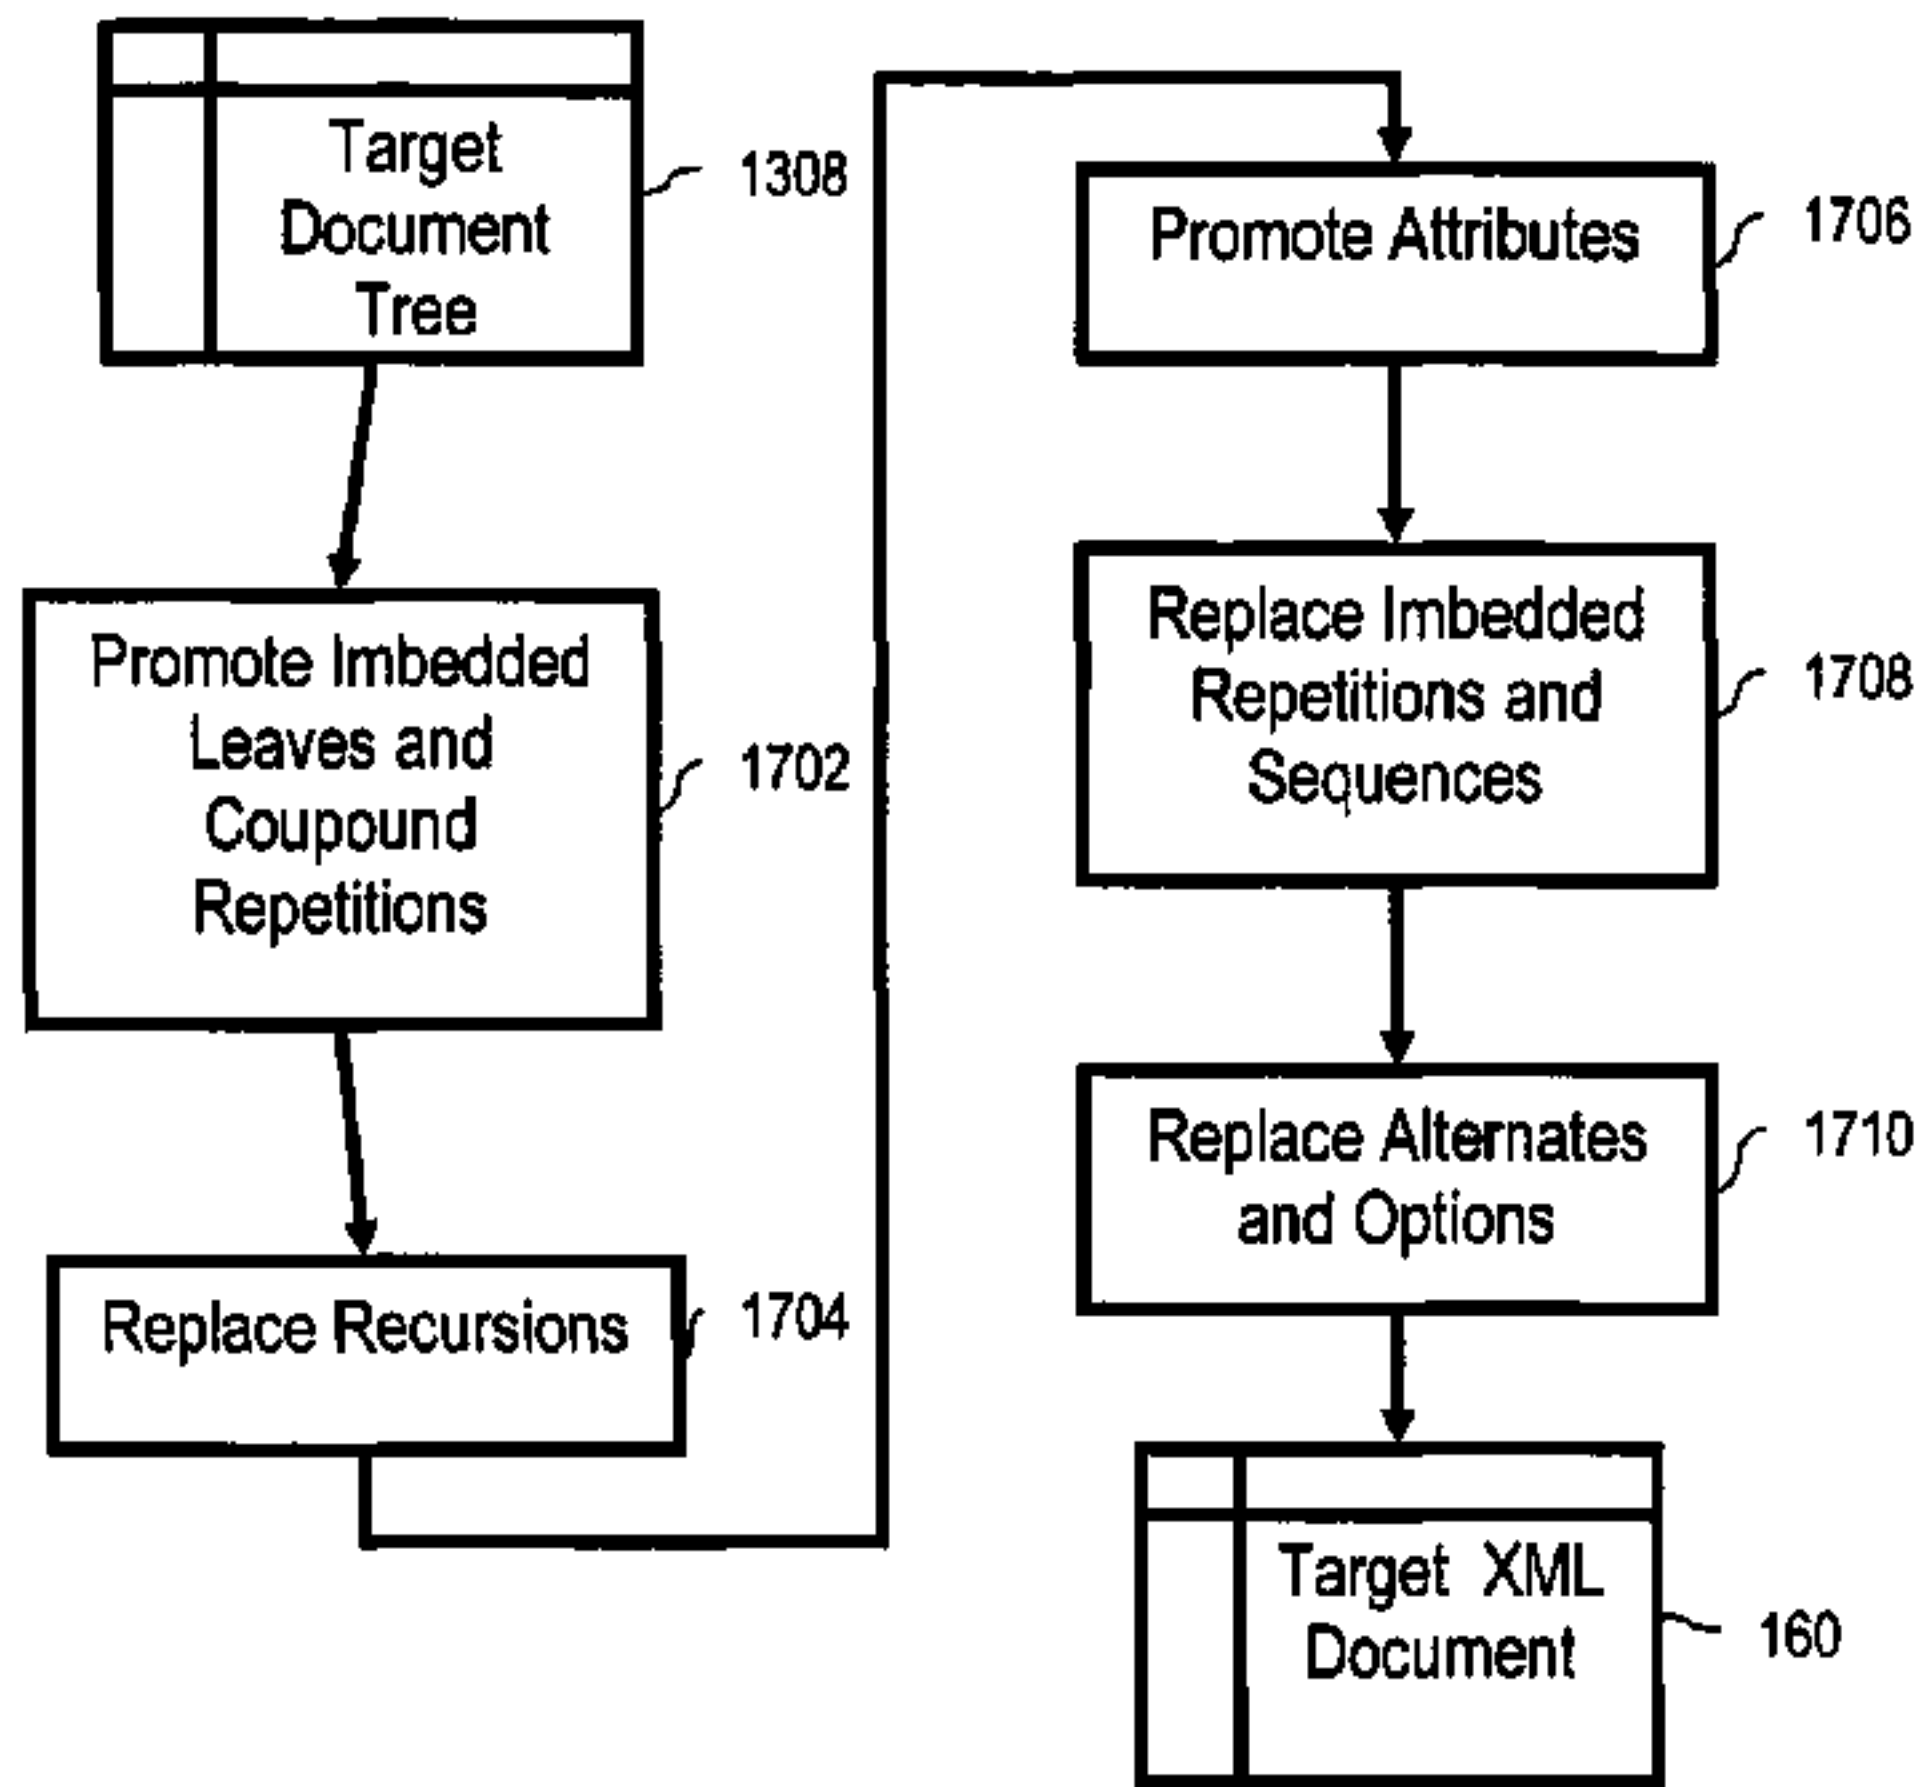 Target
Document
Tree
1308
Promote Imbedded
Leaves and
Coupound
Repetitions
1702
Replace Recursions
1704
Promote Attributes
1706
Replace Imbedded
Repetitions and
Sequences
1708
Replace Alternates
and Options
1710
Target XML
Document
160